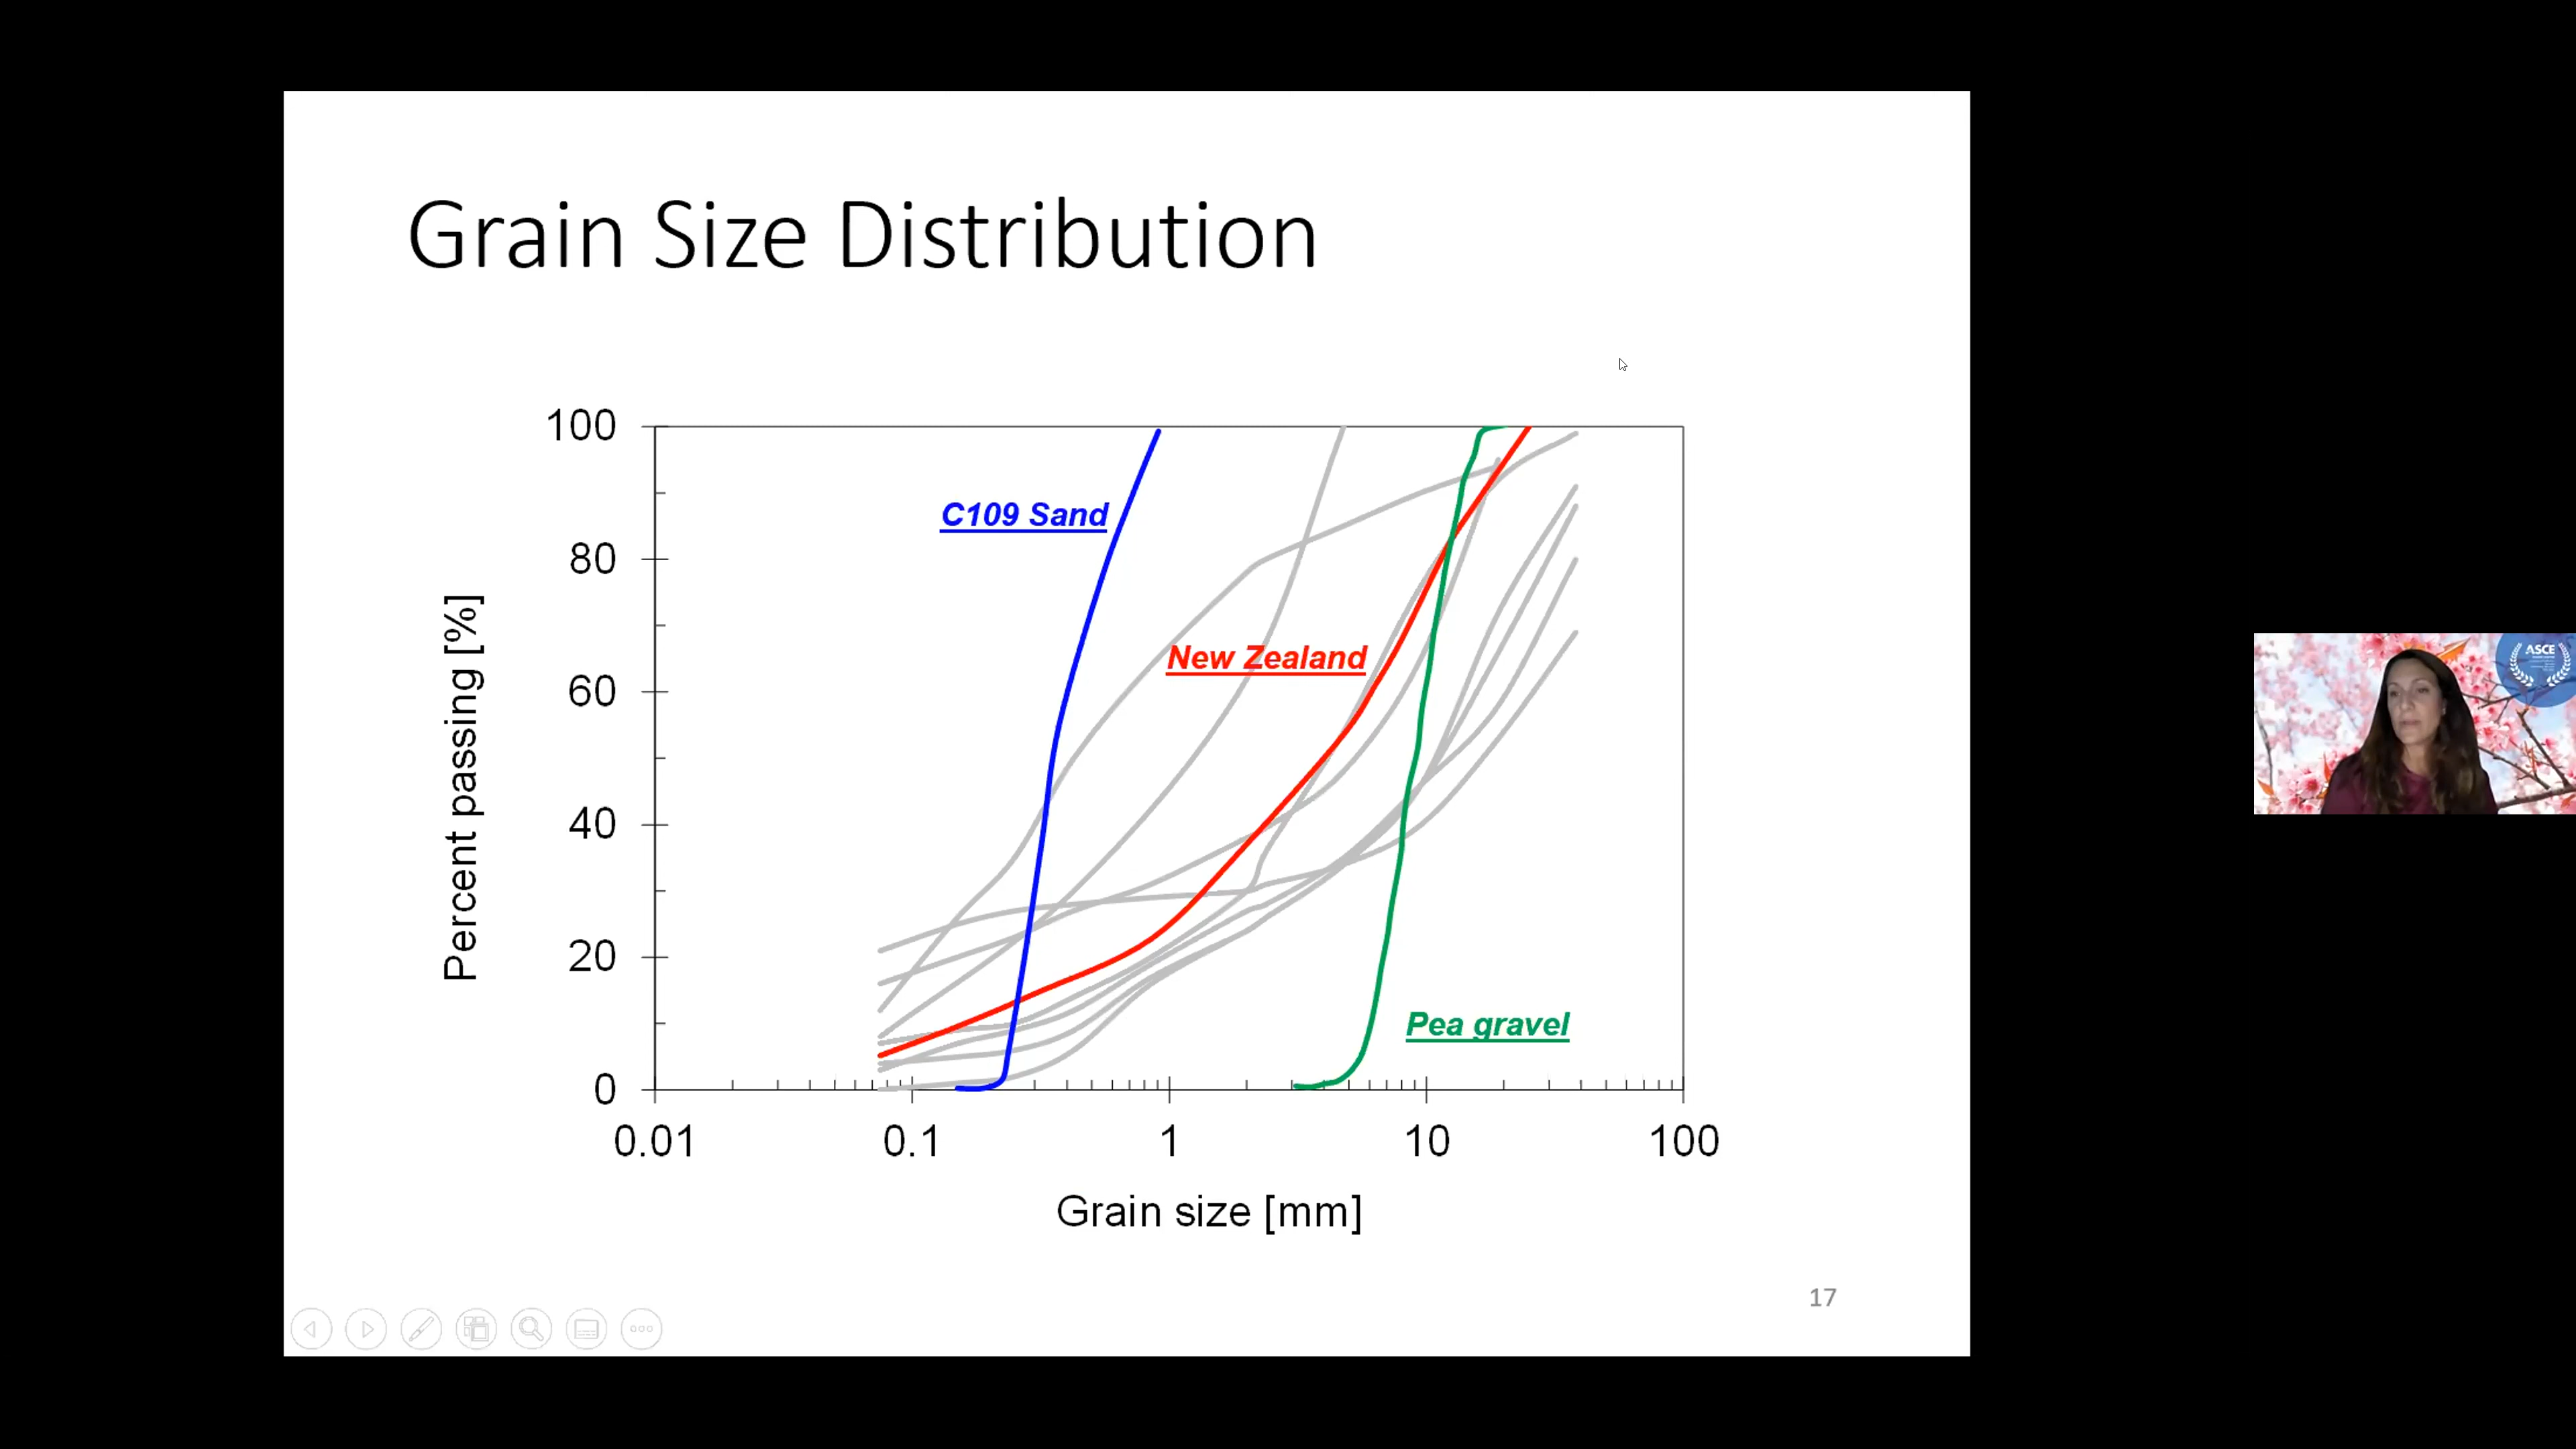 Grain Size Distribution
100
80
60
40
20
0
Percent passing [%]
C109 Sand
New Zealand
Pea gravel
0.01
0.1
1
10
100
Grain size [mm]
17
ASCE